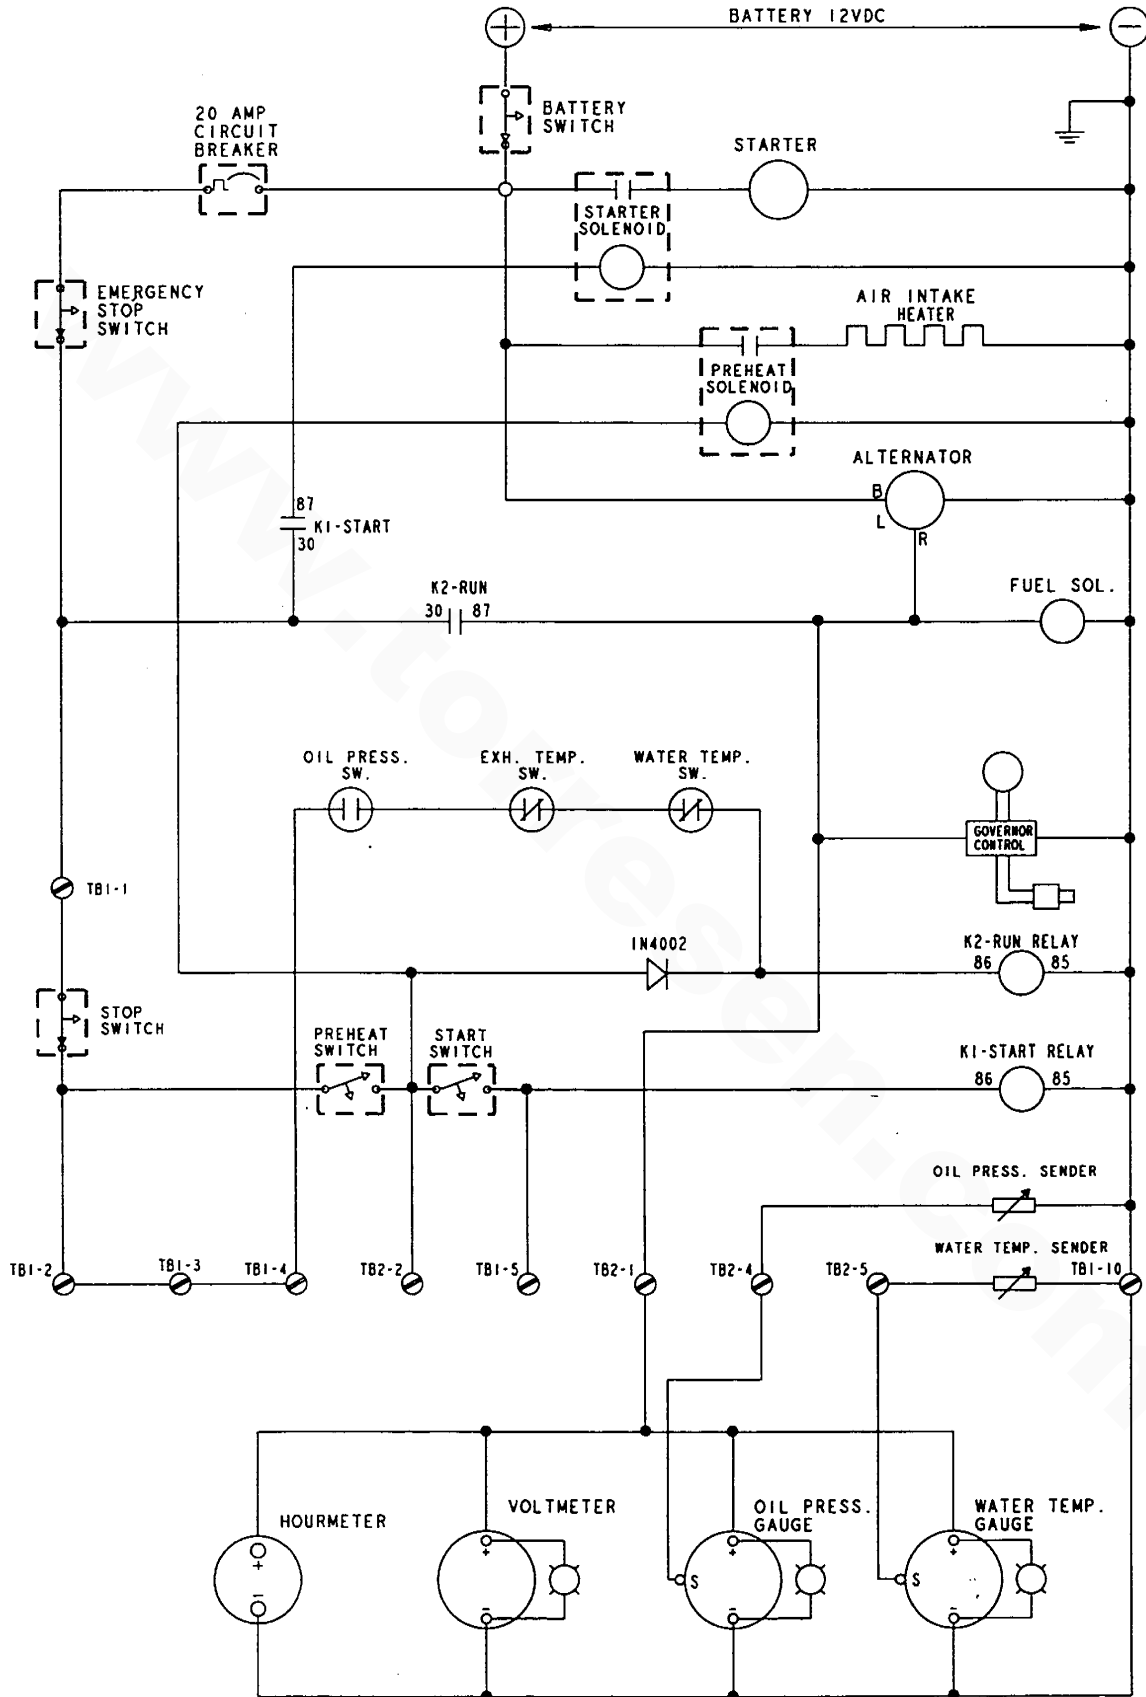 BATTERY 12VDC
BATTERY
SWITCH
20 AMP
CIRCUIT
BREAKER
STARTER
STARTER
SOLENOID
EMERGENCY
STOP
SWITCH
AIR INTAKE
HEATER
PREHEAT
SOLENOID
ALTERNATOR
B
L
R
87
K1-START
30
K2-RUN
30 87
FUEL SOL.
OIL PRESS.
SW.
EXH. TEMP.
SW.
WATER TEMP.
SW.
GOVERNOR
CONTROL
TB1-1
1N4002
K2-RUN RELAY
86 85
STOP
SWITCH
PREHEAT
SWITCH
START
SWITCH
K1-START RELAY
86 85
OIL PRESS. SENDER
WATER TEMP. SENDER
TB1-2
TB1-3
TB1-4
TB2-2
TB1-5
TB2-1
TB2-4
TB2-5
TB1-10
HOURMETER
+
-
VOLTMETER
+
-
OIL PRESS.
GAUGE
+
S
-
WATER TEMP.
GAUGE
+
S
-
www.torresen.com